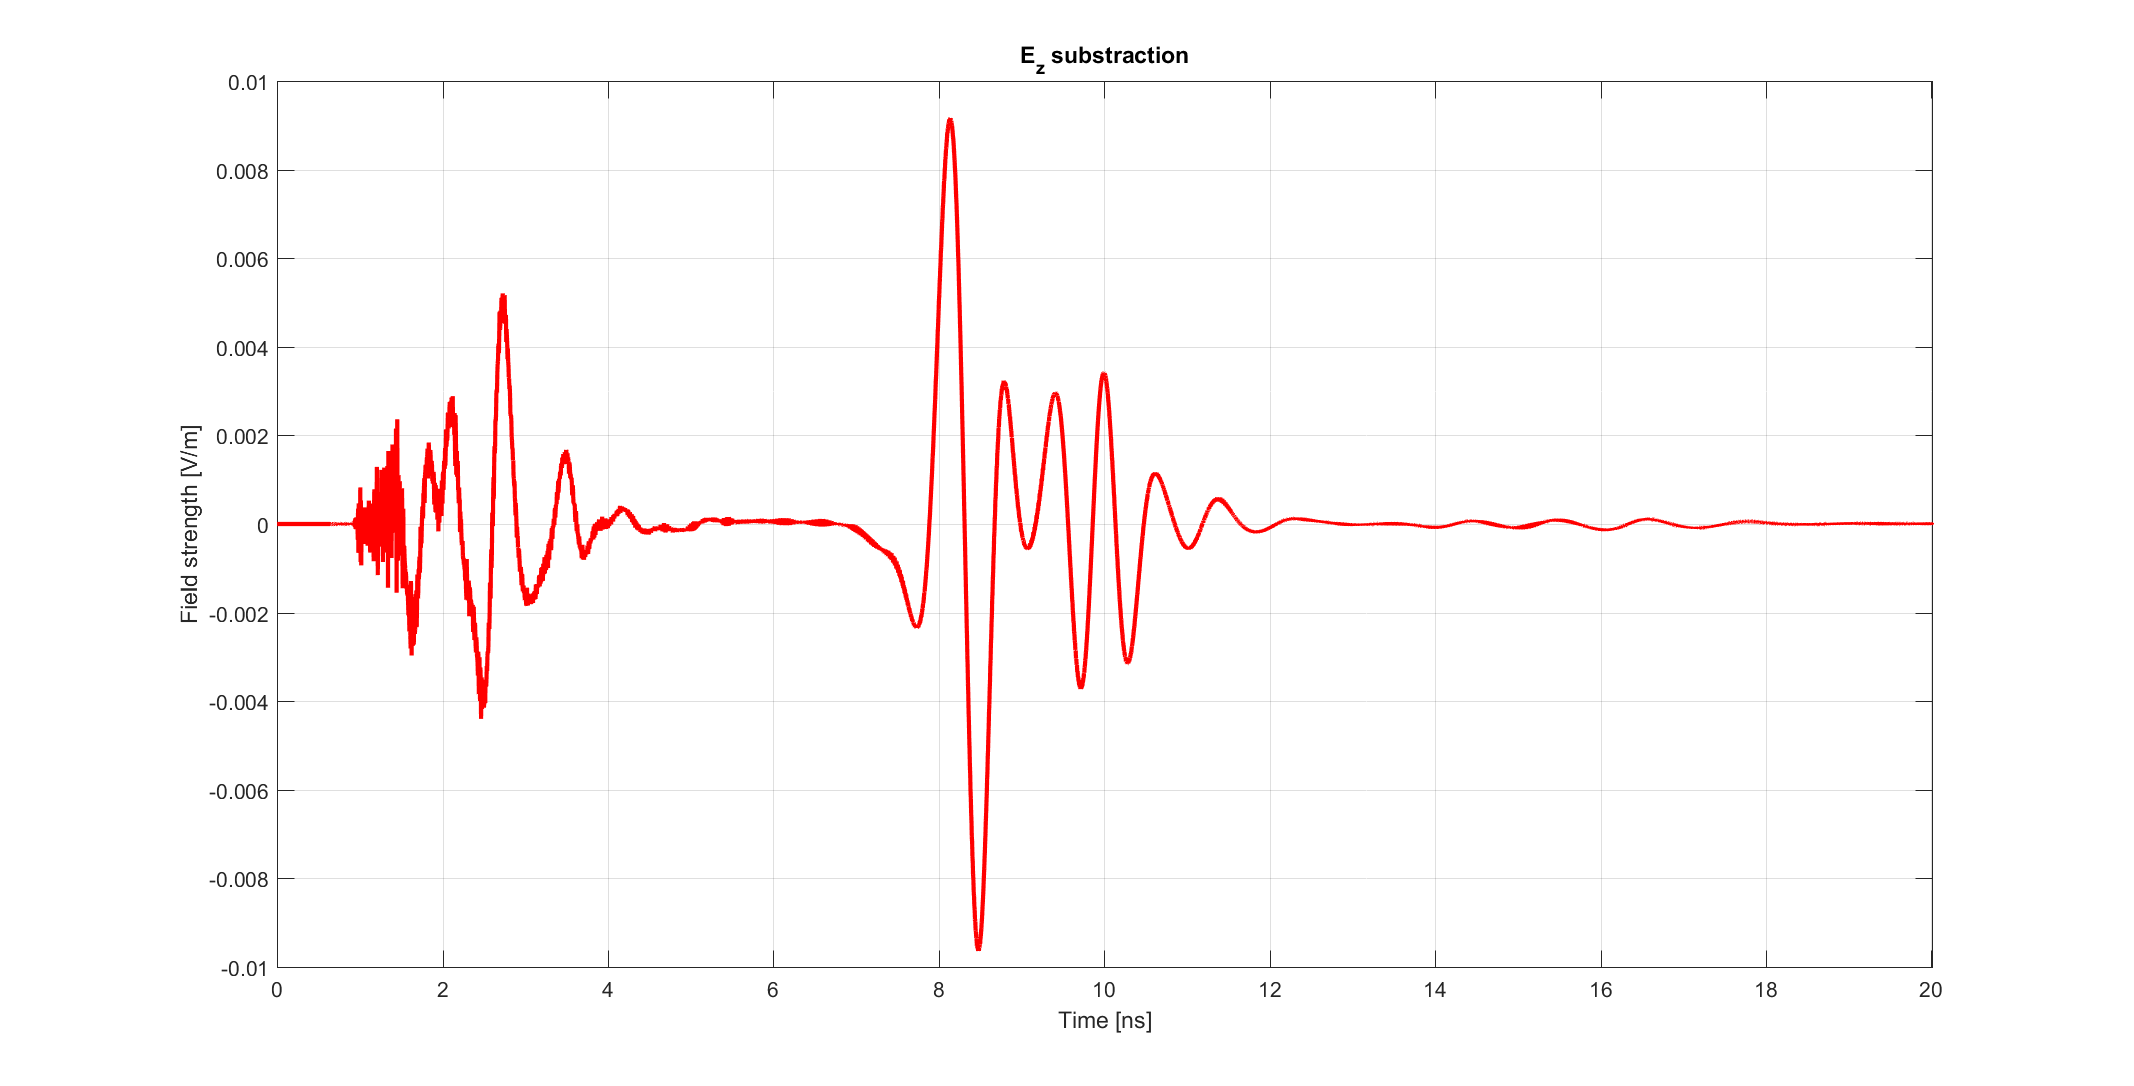 E_z substraction
0.01
0.008
0.006
0.004
0.002
0
-0.002
-0.004
-0.006
-0.008
-0.01
Field strength [V/m]
0 2 4 6 8 10 12 14 16 18 20
Time [ns]